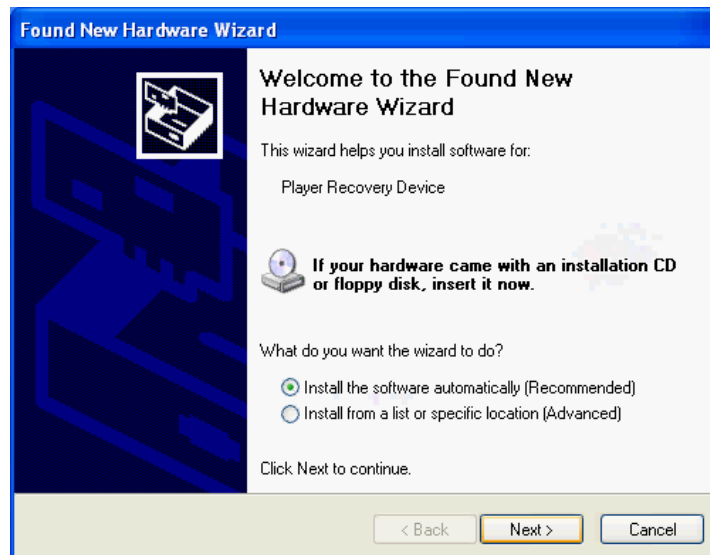 Found New Hardware Wizard
Welcome to the Found New
Hardware Wizard
This wizard helps you install software for:
Player Recovery Device
If your hardware came with an installation CD
or floppy disk, insert it now.
What do you want the wizard to do?
Install the software automatically (Recommended)
Install from a list or specific location (Advanced)
Click Next to continue.
< Back
Next >
Cancel